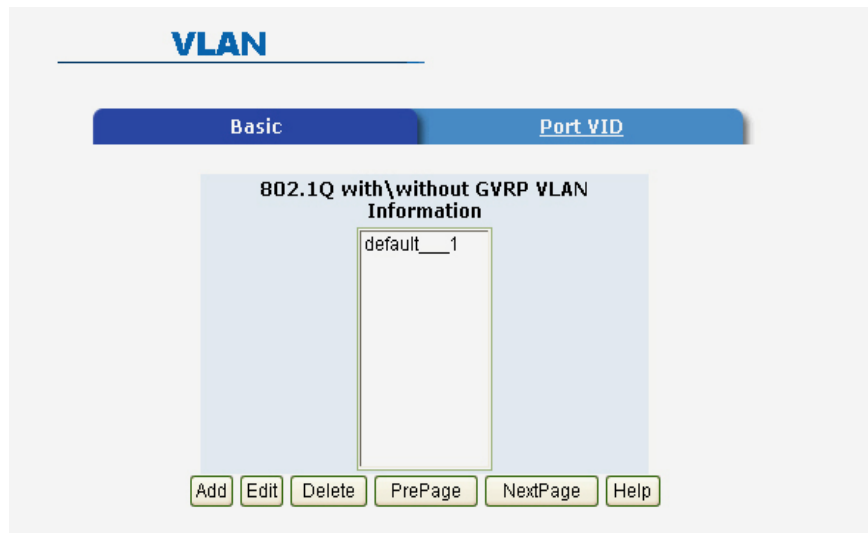 VLAN
Basic Port VID
802.1Q with\without GVRP VLAN
Information
default___1
Add Edit Delete PrePage NextPage Help